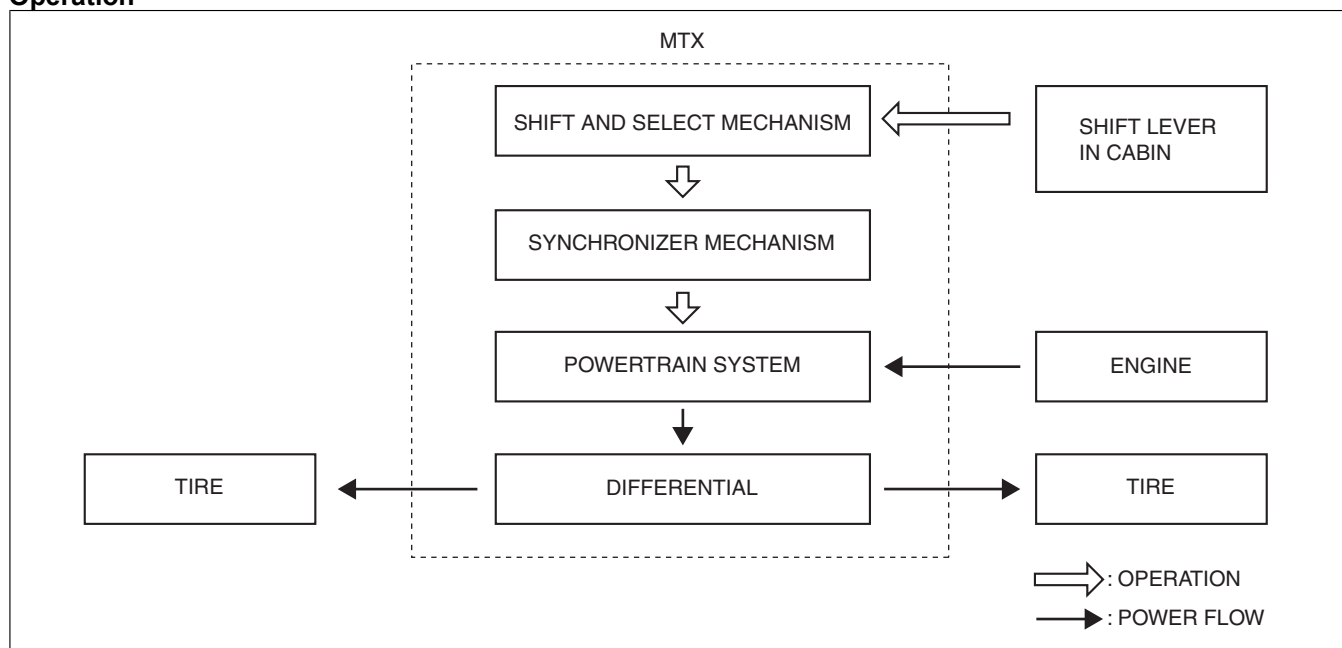 Operation
MTX
SHIFT AND SELECT MECHANISM
SHIFT LEVER
IN CABIN
SYNCHRONIZER MECHANISM
POWERTRAIN SYSTEM
ENGINE
TIRE
DIFFERENTIAL
TIRE
: OPERATION
: POWER FLOW